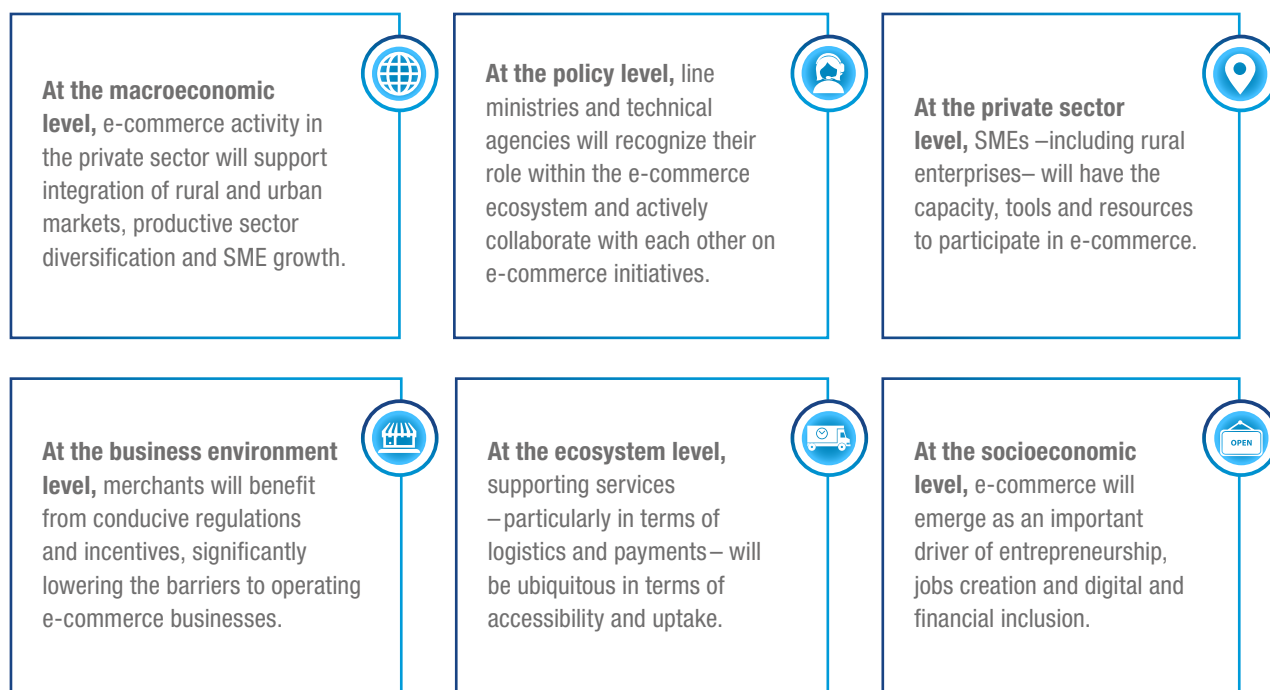 At the macroeconomic
level, e-commerce activity in
the private sector will support
integration of rural and urban
markets, productive sector
diversification and SME growth.
At the policy level, line
ministries and technical
agencies will recognize their
role within the e-commerce
ecosystem and actively
collaborate with each other on
e-commerce initiatives.
At the private sector
level, SMEs –including rural
enterprises– will have the
capacity, tools and resources
to participate in e-commerce.
At the business environment
level, merchants will benefit
from conducive regulations
and incentives, significantly
lowering the barriers to operating
e-commerce businesses.
At the ecosystem level,
supporting services
–particularly in terms of
logistics and payments– will
be ubiquitous in terms of
accessibility and uptake.
OPEN
At the socioeconomic
level, e-commerce will
emerge as an important
driver of entrepreneurship,
jobs creation and digital and
financial inclusion.